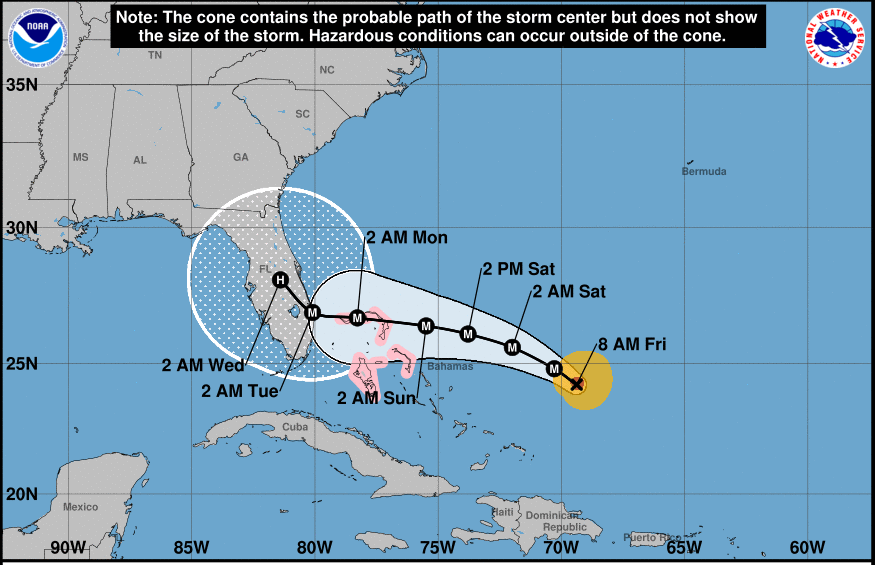 Note: The cone contains the probable path of the storm center but does not show
the size of the storm. Hazardous conditions can occur outside of the cone.
NOAA
NATIONAL WEATHER SERVICE
TN
NC
35N
SC
MS
AL
GA
Bermuda
30N
2 AM Mon
FL
2 PM Sat
H
2 AM Sat
M
M
M
M
M
8 AM Fri
25N
2 AM Wed
M
Bahamas
2 AM Tue
2 AM Sun
Cuba
20N
Mexico
Haiti
Dominican
Republic
Puerto Rico
90W
85W
80W
75W
70W
65W
60W